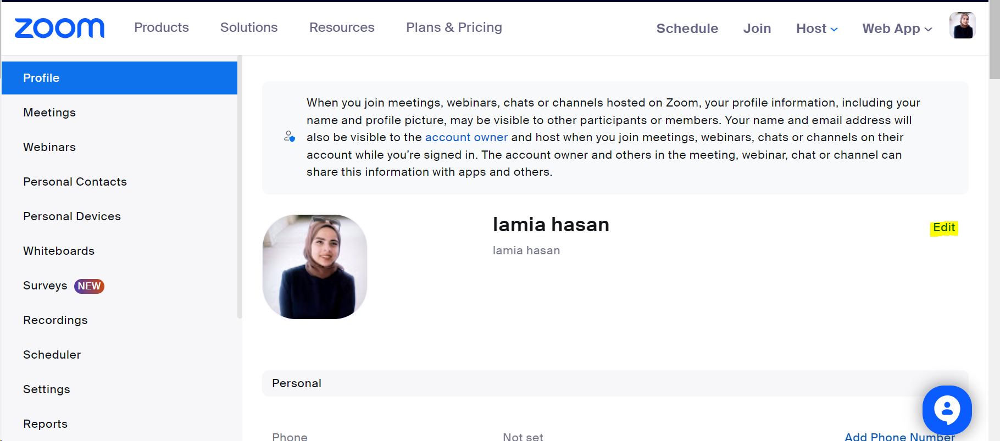 zoom
Products Solutions Resources Plans & Pricing
Schedule Join Host Web App
Profile
Meetings
Webinars
Personal Contacts
Personal Devices
Whiteboards
Surveys NEW
Recordings
Scheduler
Settings
Reports
When you join meetings, webinars, chats or channels hosted on Zoom, your profile information, including your
name and profile picture, may be visible to other participants or members. Your name and email address will
also be visible to the account owner and host when you join meetings, webinars, chats or channels on their
account while you’re signed in. The account owner and others in the meeting, webinar, chat or channel can
share this information with apps and others.
lamia hasan
Edit
lamia hasan
Personal
Phone Not set Add Phone Number